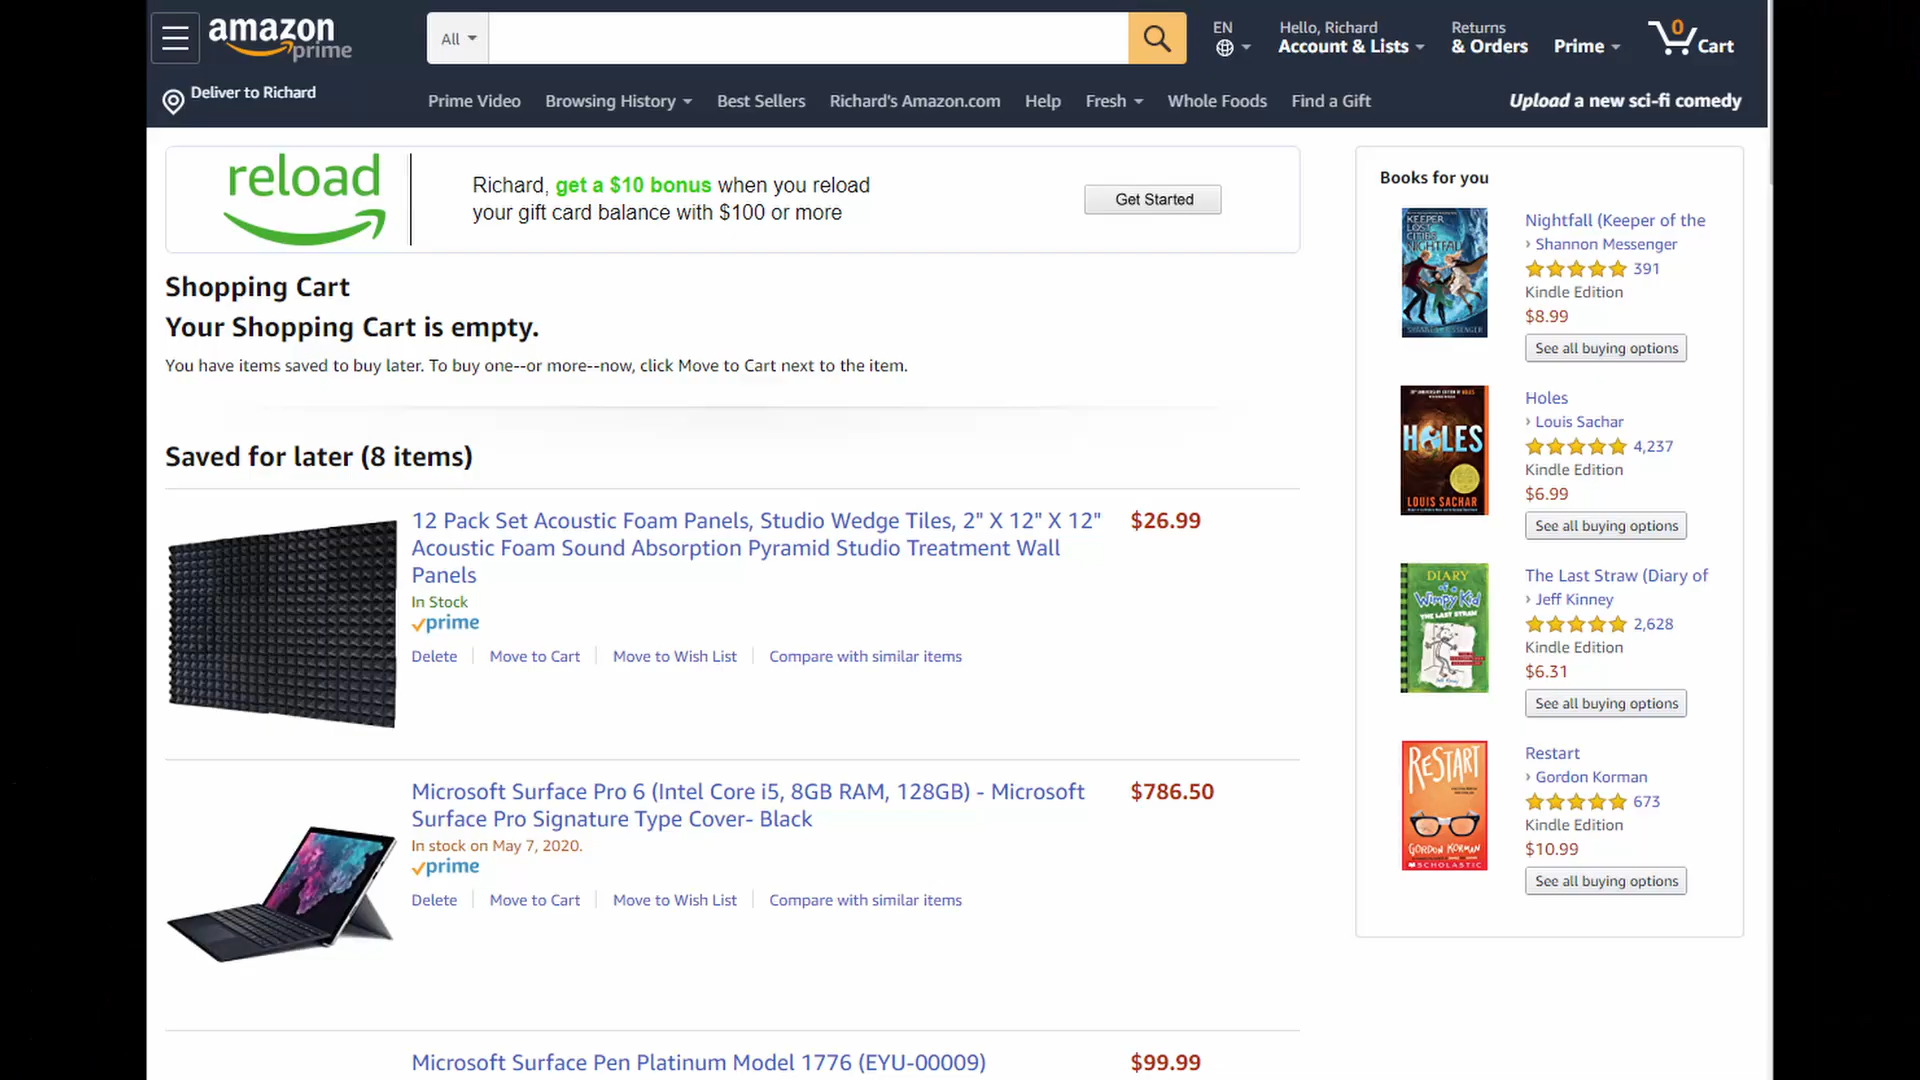 amazon
prime
All
EN
Hello, Richard
Account & Lists
Returns
& Orders
Prime
0
Cart
Deliver to Richard
Prime Video
Browsing History
Best Sellers
Richard's Amazon.com
Help
Fresh
Whole Foods
Find a Gift
Upload a new sci-fi comedy
reload
Richard, get a $10 bonus when you reload
your gift card balance with $100 or more
Get Started
Shopping Cart
Your Shopping Cart is empty.
You have items saved to buy later. To buy one--or more--now, click Move to Cart next to the item.
Saved for later (8 items)
12 Pack Set Acoustic Foam Panels, Studio Wedge Tiles, 2" X 12" X 12"
Acoustic Foam Sound Absorption Pyramid Studio Treatment Wall
Panels
$26.99
In Stock
prime
Delete
Move to Cart
Move to Wish List
Compare with similar items
Microsoft Surface Pro 6 (Intel Core i5, 8GB RAM, 128GB) - Microsoft
Surface Pro Signature Type Cover- Black
$786.50
In stock on May 7, 2020.
prime
Delete
Move to Cart
Move to Wish List
Compare with similar items
Microsoft Surface Pen Platinum Model 1776 (EYU-00009)
$99.99
Books for you
KEEPER
LOST
CITIES
NIGHTFALL
SHANNON MESSENGER
Nightfall (Keeper of the
› Shannon Messenger
391
Kindle Edition
$8.99
See all buying options
HOLES
LOUIS SACHAR
Holes
› Louis Sachar
4,237
Kindle Edition
$6.99
See all buying options
DIARY
of a
Wimpy Kid
THE LAST STRAW
Jeff Kinney
The Last Straw (Diary of
› Jeff Kinney
2,628
Kindle Edition
$6.31
See all buying options
RESTART
GORDON KORMAN
SCHOLASTIC
Restart
› Gordon Korman
673
Kindle Edition
$10.99
See all buying options